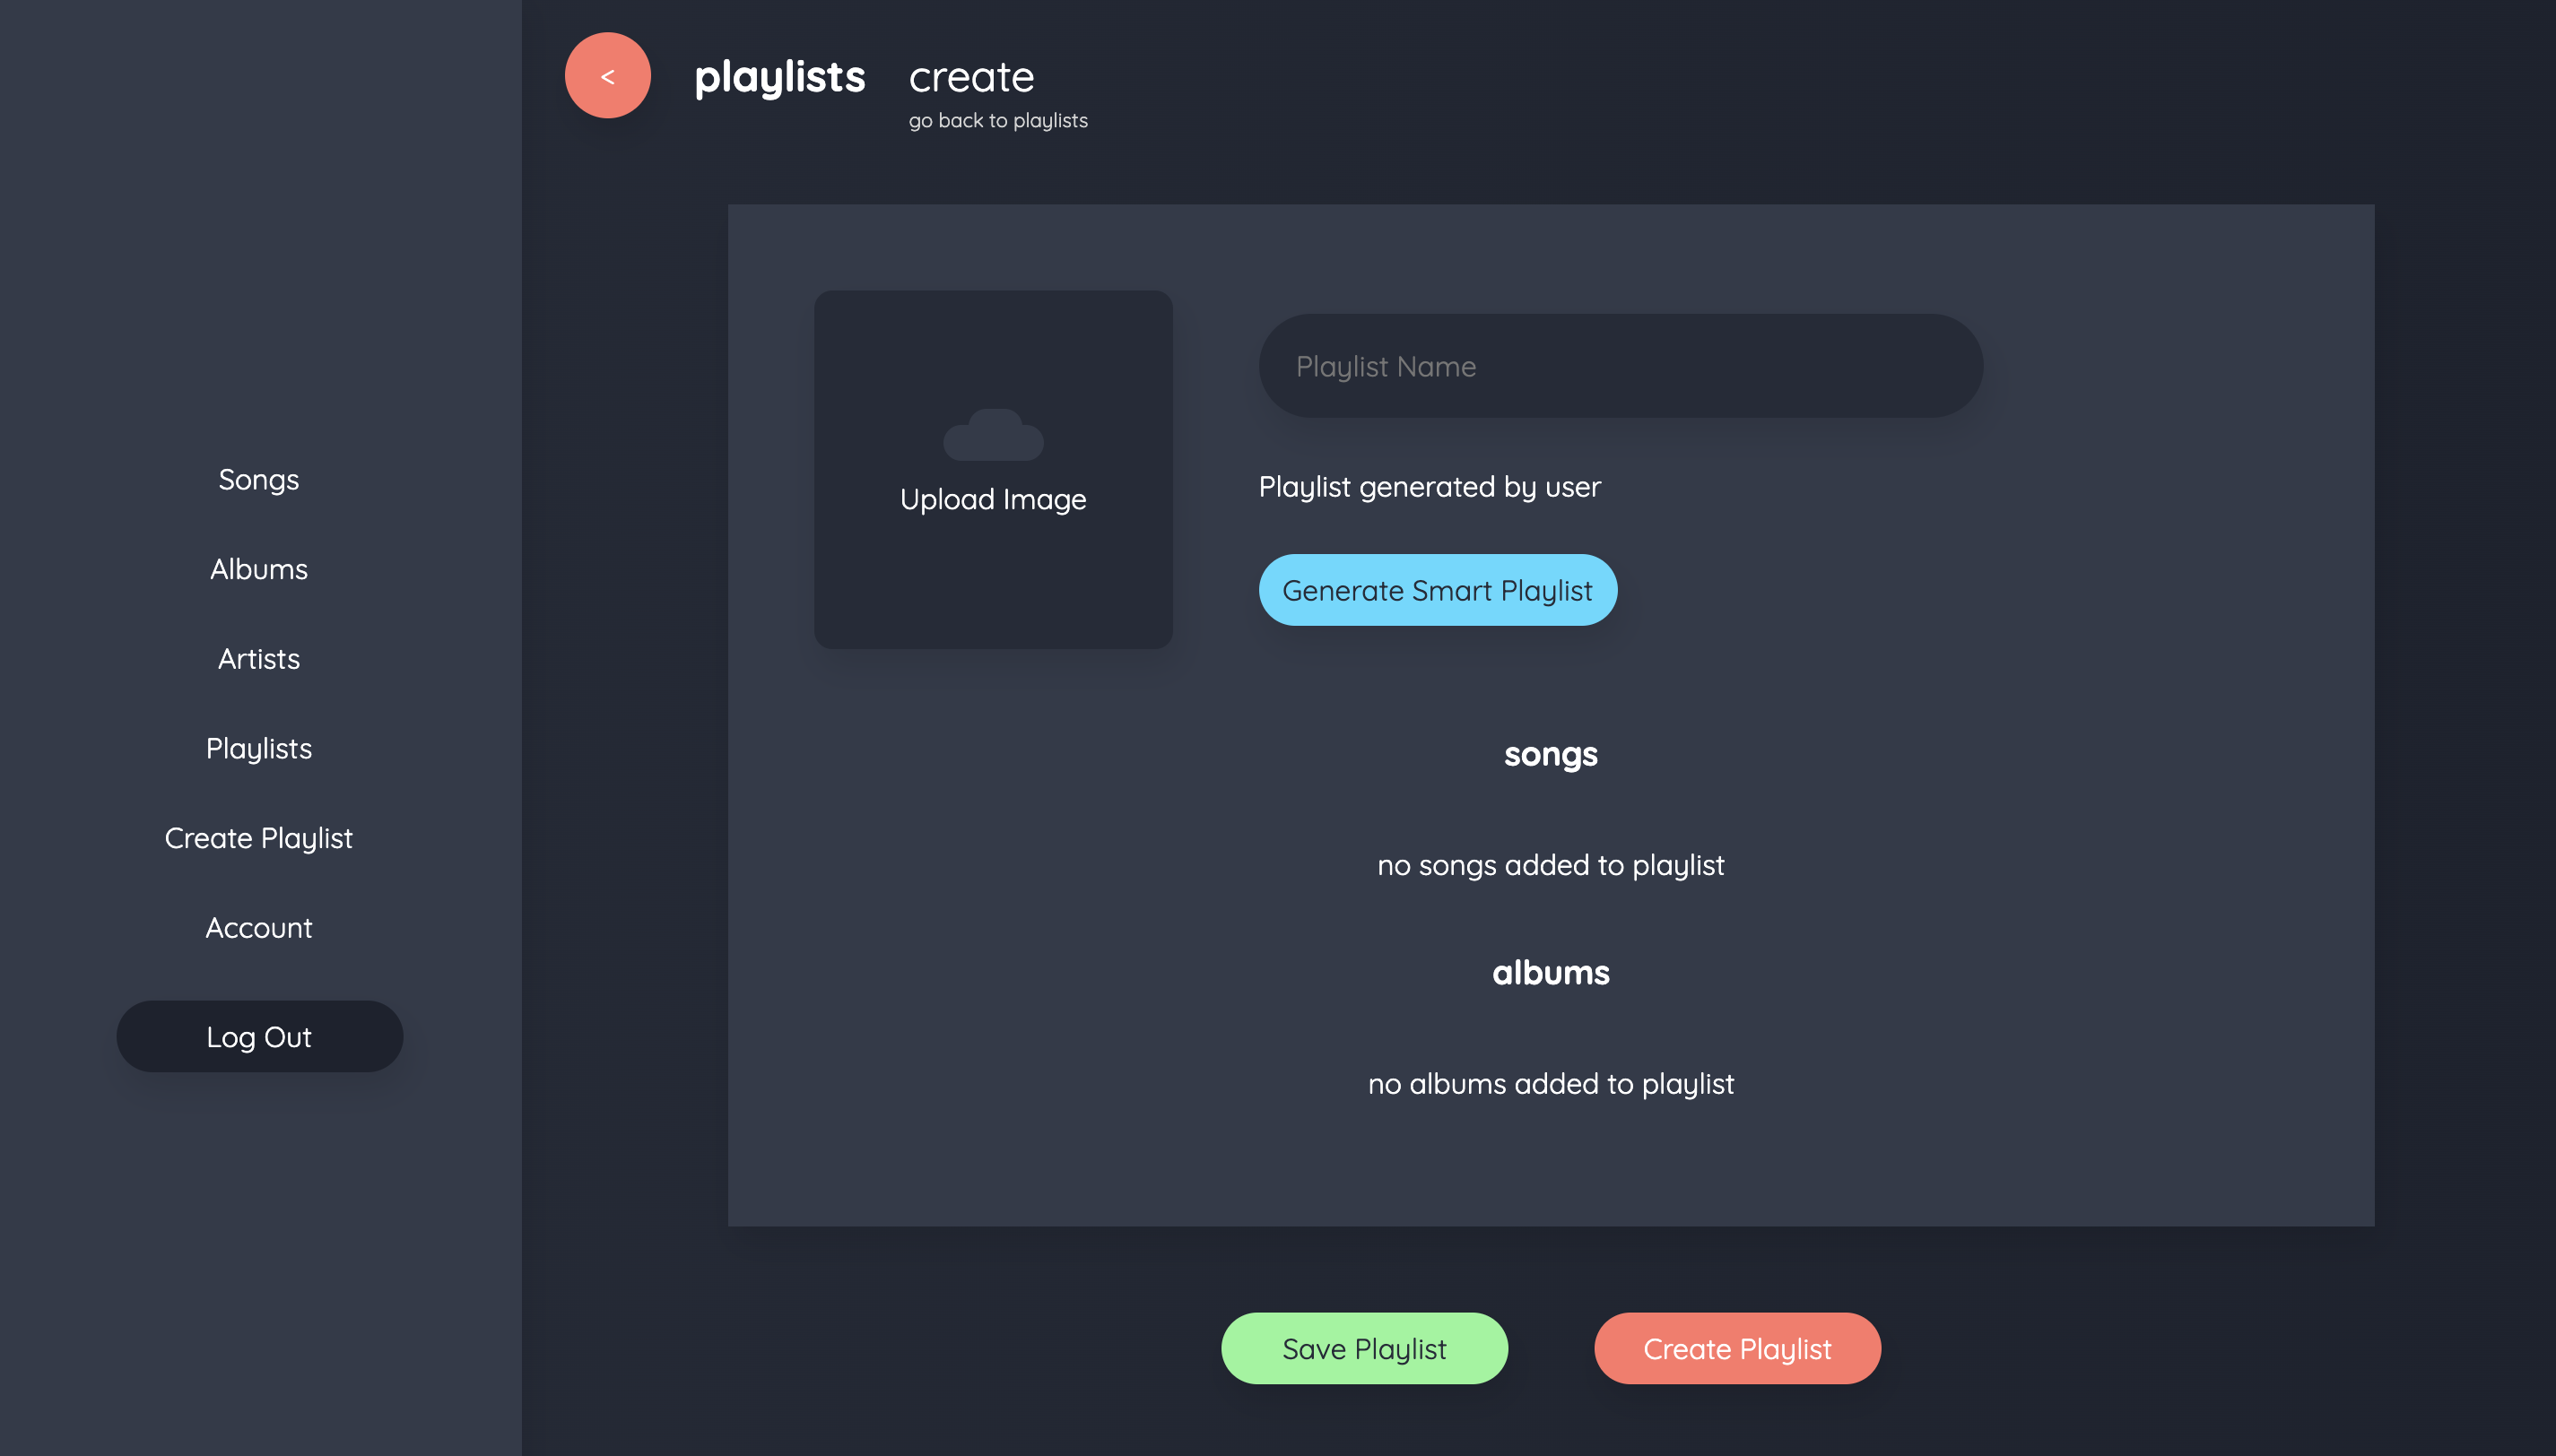 <
playlists
create
go back to playlists
Songs
Albums
Artists
Playlists
Create Playlist
Account
Log Out
Upload Image
Playlist Name
Playlist generated by user
Generate Smart Playlist
songs
no songs added to playlist
albums
no albums added to playlist
Save Playlist
Create Playlist